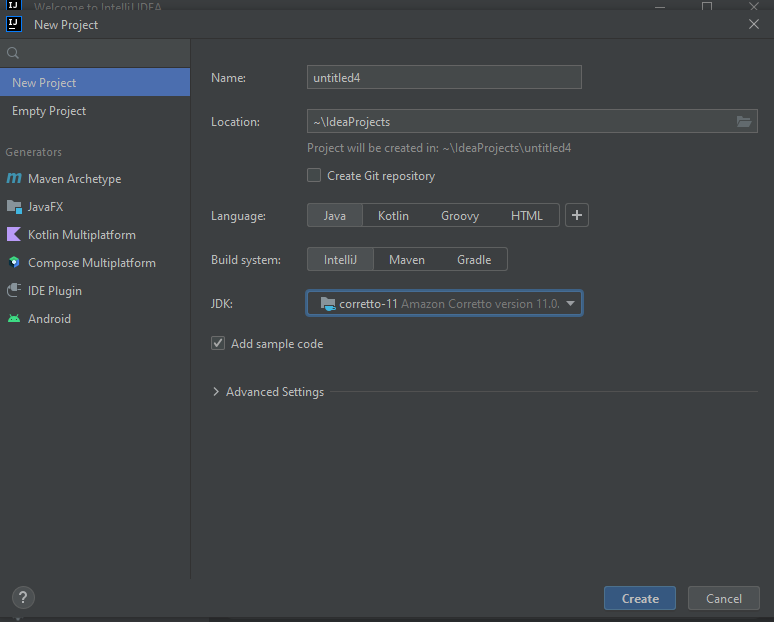 Welcome to IntelliJ IDEA
New Project
New Project
Empty Project
Generators
Maven Archetype
JavaFX
Kotlin Multiplatform
Compose Multiplatform
IDE Plugin
Android
Name: untitled4
Location: ~\IdeaProjects
Project will be created in: ~\IdeaProjects\untitled4
Create Git repository
Language: Java Kotlin Groovy HTML +
Build system: IntelliJ Maven Gradle
JDK: corretto-11 Amazon Corretto version 11.0.
Add sample code
Advanced Settings
? Create Cancel